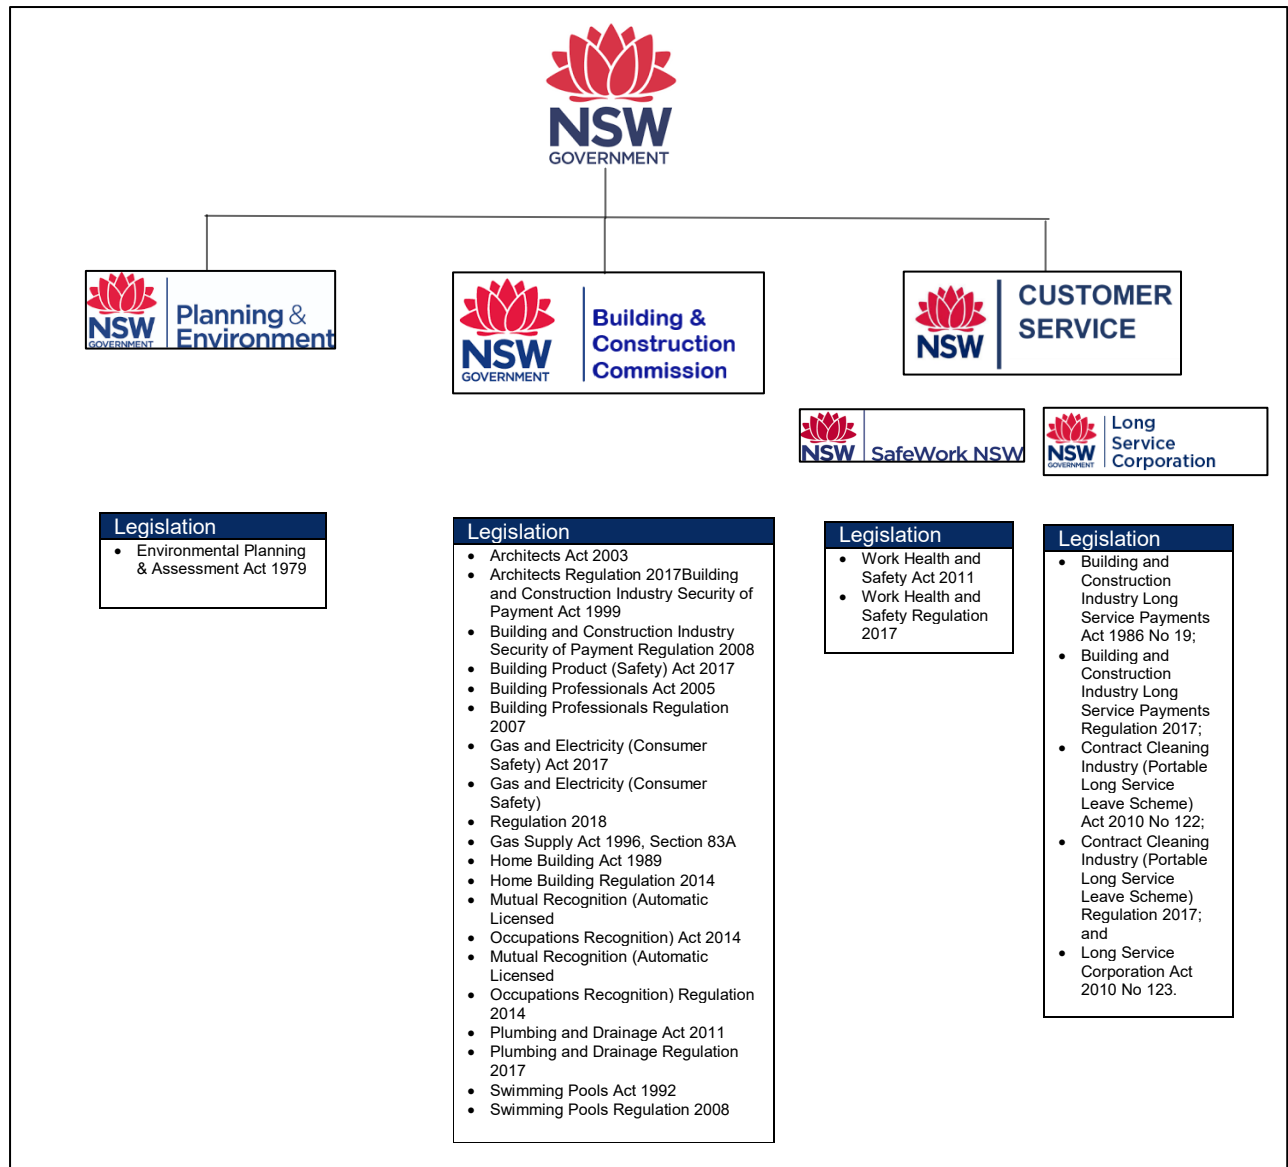 NSW
GOVERNMENT
NSW
GOVERNMENT
Planning &
Environment
NSW
GOVERNMENT
Building &
Construction
Commission
NSW
CUSTOMER
SERVICE
NSW
SafeWork NSW
NSW
GOVERNMENT
Long
Service
Corporation
Legislation
• Environmental Planning
& Assessment Act 1979
Legislation
• Architects Act 2003
• Architects Regulation 2017Building
and Construction Industry Security of
Payment Act 1999
• Building and Construction Industry
Security of Payment Regulation 2008
• Building Product (Safety) Act 2017
• Building Professionals Act 2005
• Building Professionals Regulation
2007
• Gas and Electricity (Consumer
Safety) Act 2017
• Gas and Electricity (Consumer
Safety)
• Regulation 2018
• Gas Supply Act 1996, Section 83A
• Home Building Act 1989
• Home Building Regulation 2014
• Mutual Recognition (Automatic
Licensed
• Occupations Recognition) Act 2014
• Mutual Recognition (Automatic
Licensed
• Occupations Recognition) Regulation
2014
• Plumbing and Drainage Act 2011
• Plumbing and Drainage Regulation
2017
• Swimming Pools Act 1992
• Swimming Pools Regulation 2008
Legislation
• Work Health and
Safety Act 2011
• Work Health and
Safety Regulation
2017
Legislation
• Building and
Construction
Industry Long
Service Payments
Act 1986 No 19;
• Building and
Construction
Industry Long
Service Payments
Regulation 2017;
• Contract Cleaning
Industry (Portable
Long Service
Leave Scheme)
Act 2010 No 122;
• Contract Cleaning
Industry (Portable
Long Service
Leave Scheme)
Regulation 2017;
and
• Long Service
Corporation Act
2010 No 123.